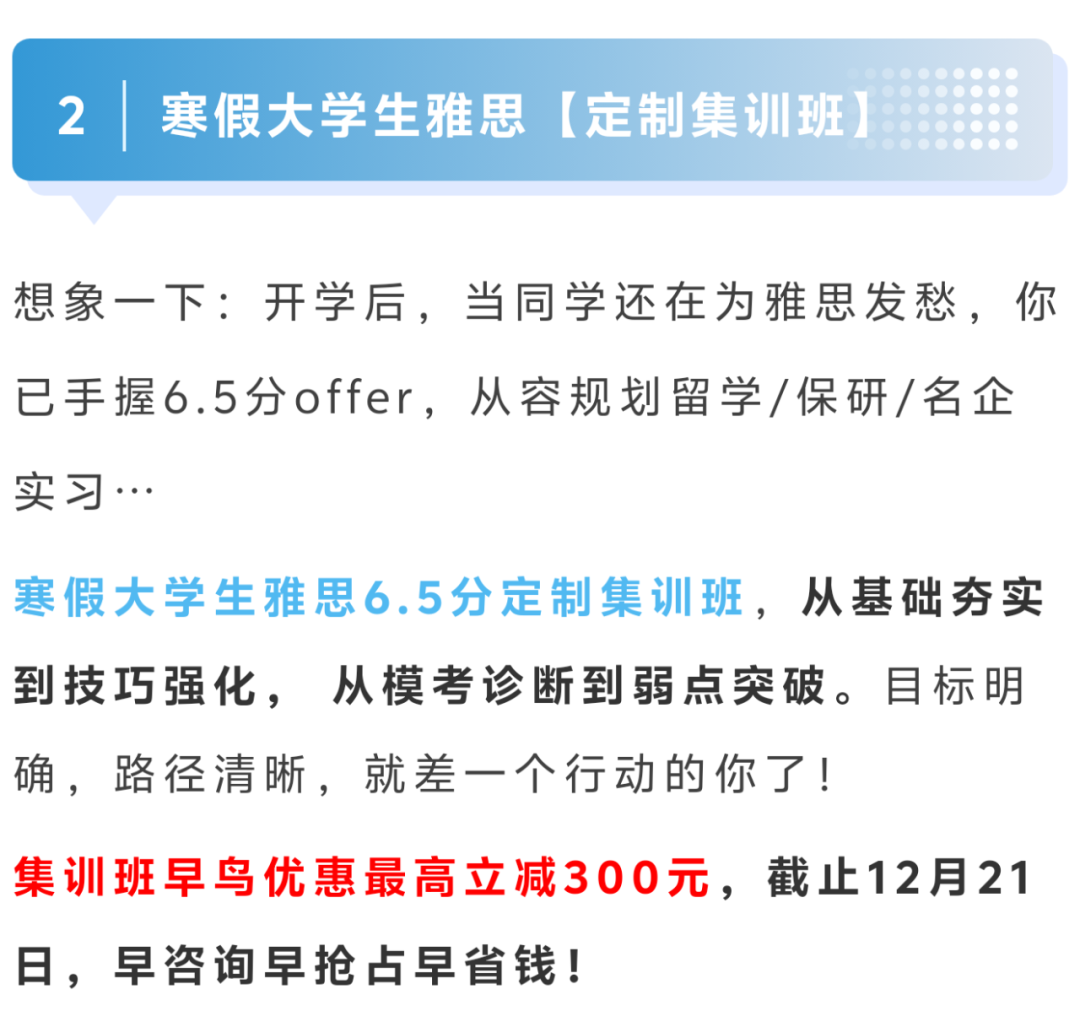 2 寒假大学生雅思【定制集训班】
想象一下：开学后，当同学还在为雅思发愁，你
已手握6.5分offer，从容规划留学/保研/名企
实习…
寒假大学生雅思6.5分定制集训班，从基础夯实
到技巧强化， 从模考诊断到弱点突破。目标明
确，路径清晰，就差一个行动的你了！
集训班早鸟优惠最高立减300元，截止12月21
日，早咨询早抢占早省钱！